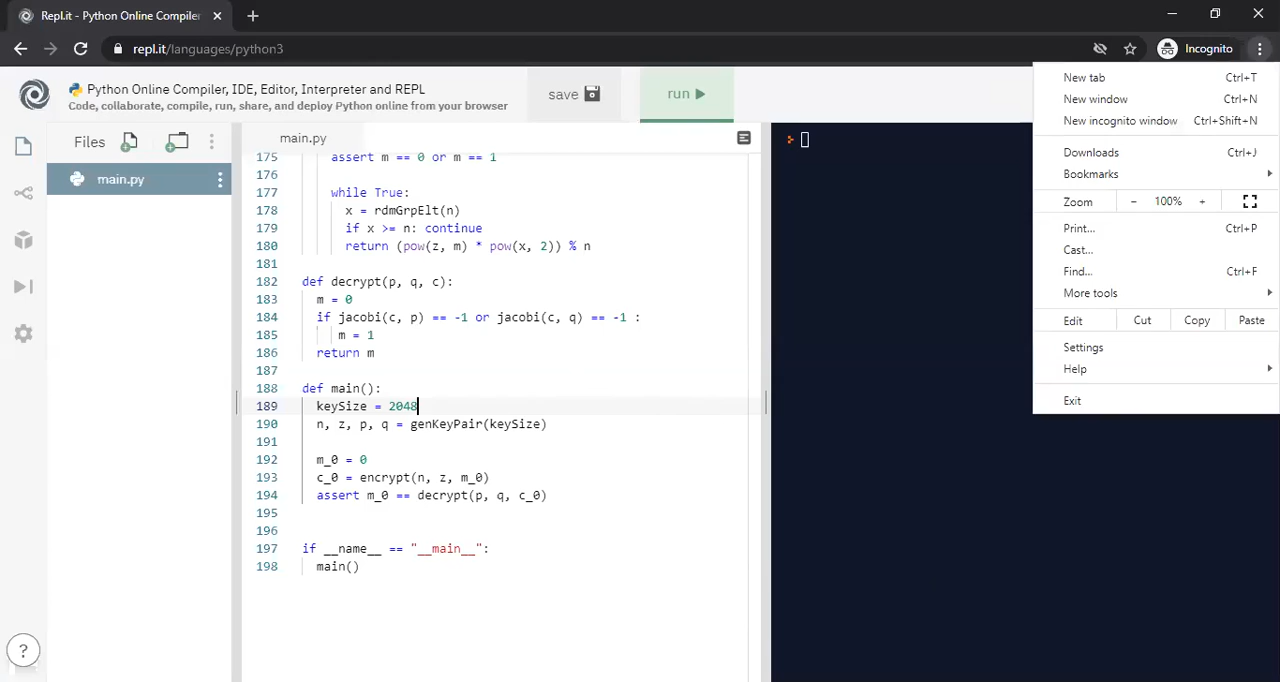 Repl.it - Python Online Compiler
repl.it/languages/python3
Incognito
Python Online Compiler, IDE, Editor, Interpreter and REPL
Code, collaborate, compile, run, share, and deploy Python online from your browser
save
run
Files
main.py
main.py
175 assert m == 0 or m == 1
176
177 while True:
178 x = rdmGrpElt(n)
179 if x >= n: continue
180 return (pow(z, m) * pow(x, 2)) % n
181
182 def decrypt(p, q, c):
183 m = 0
184 if jacobi(c, p) == -1 or jacobi(c, q) == -1 :
185 m = 1
186 return m
187
188 def main():
189 keySize = 2048
190 n, z, p, q = genKeyPair(keySize)
191
192 m_0 = 0
193 c_0 = encrypt(n, z, m_0)
194 assert m_0 == decrypt(p, q, c_0)
195
196
197 if __name__ == "__main__":
198 main()
New tab Ctrl+T
New window Ctrl+N
New incognito window Ctrl+Shift+N
Downloads Ctrl+J
Bookmarks
Zoom - 100% +
Print... Ctrl+P
Cast...
Find... Ctrl+F
More tools
Edit Cut Copy Paste
Settings
Help
Exit
?